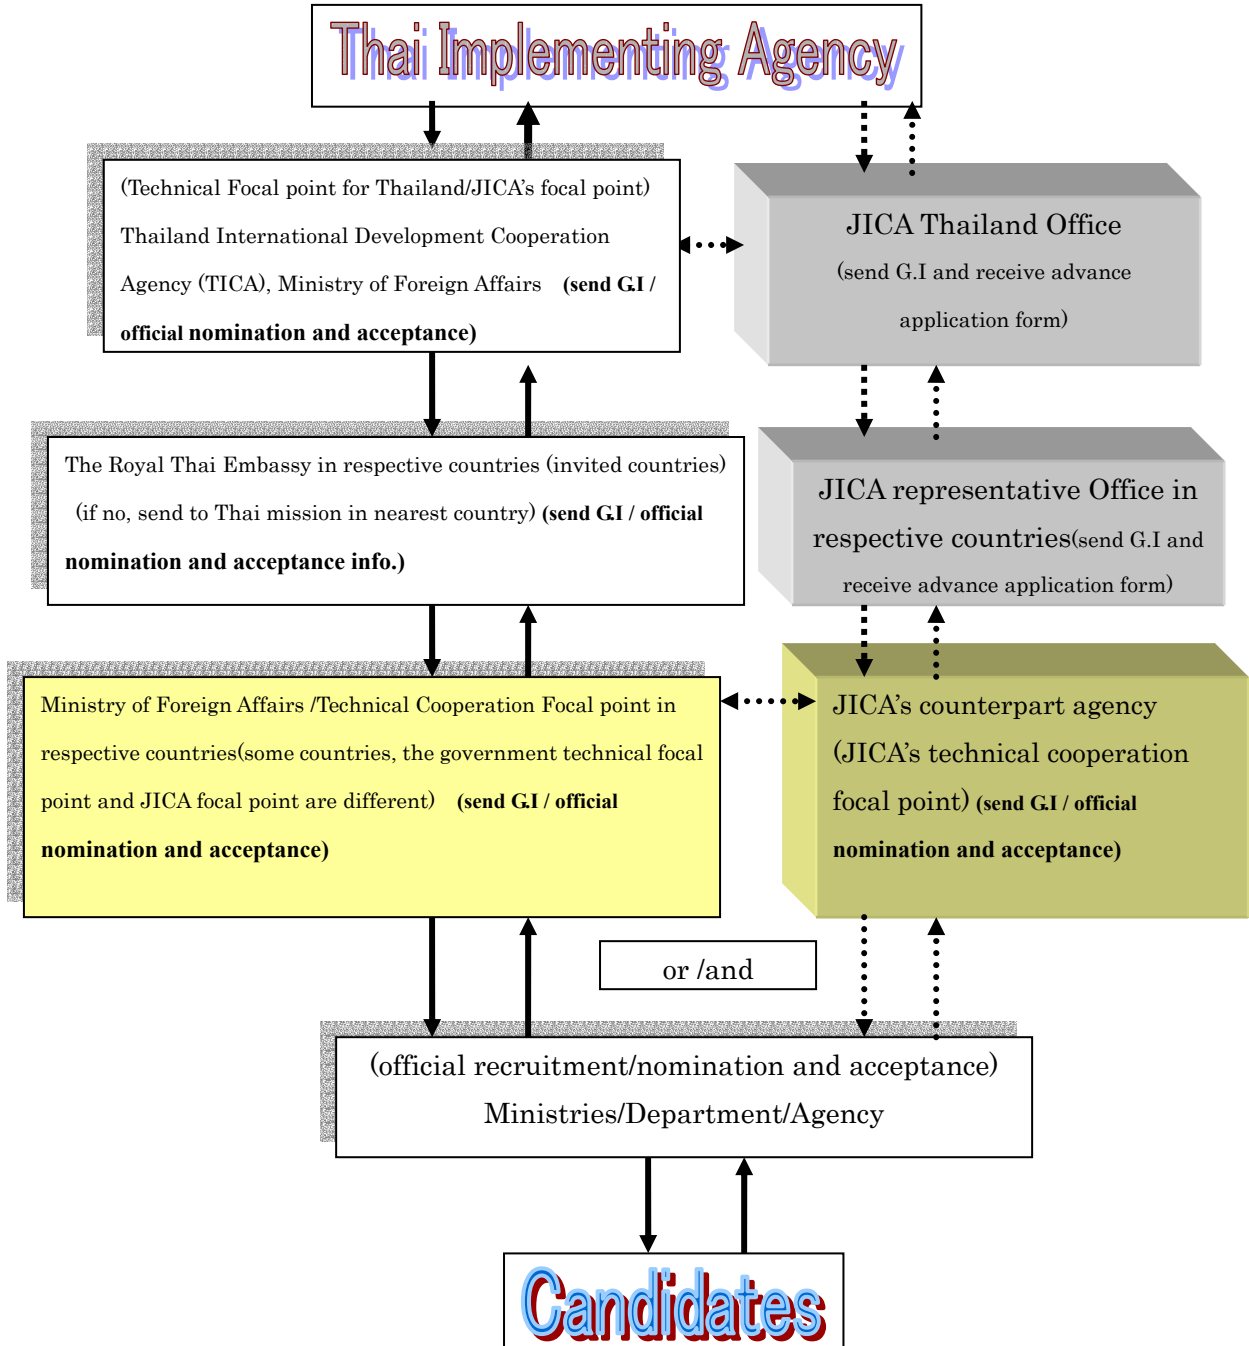 Thai Implementing Agency
(Technical Focal point for Thailand/JICA's focal point)
Thailand International Development Cooperation
Agency (TICA), Ministry of Foreign Affairs (send G.I /
official nomination and acceptance)
JICA Thailand Office
(send G.I and receive advance
application form)
The Royal Thai Embassy in respective countries (invited countries)
(if no, send to Thai mission in nearest country) (send G.I / official
nomination and acceptance info.)
JICA representative Office in
respective countries(send G.I and
receive advance application form)
Ministry of Foreign Affairs /Technical Cooperation Focal point in
respective countries(some countries, the government technical focal
point and JICA focal point are different) (send G.I / official
nomination and acceptance)
JICA's counterpart agency
(JICA's technical cooperation
focal point) (send G.I / official
nomination and acceptance)
or /and
(official recruitment/nomination and acceptance)
Ministries/Department/Agency
Candidates